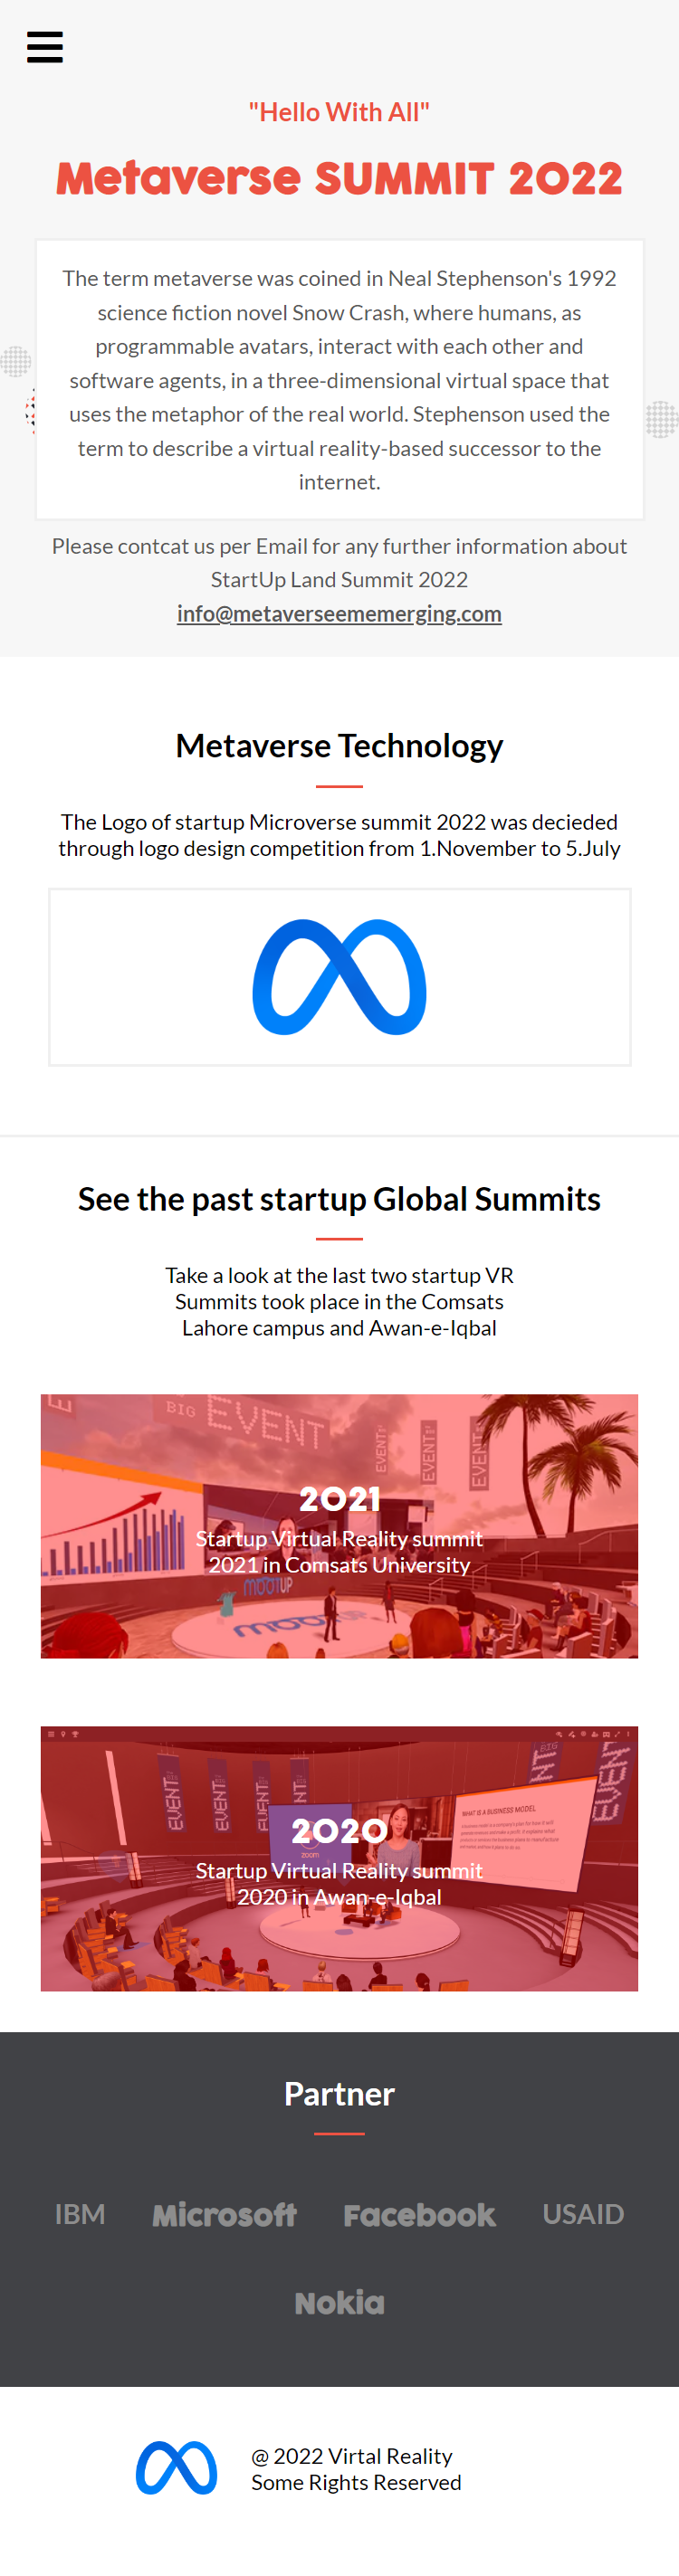 "Hello With All"
Metaverse SUMMIT 2022
The term metaverse was coined in Neal Stephenson's 1992
science fiction novel Snow Crash, where humans, as
programmable avatars, interact with each other and
software agents, in a three-dimensional virtual space that
uses the metaphor of the real world. Stephenson used the
term to describe a virtual reality-based successor to the
internet.
Please contcat us per Email for any further information about
StartUp Land Summit 2022
info@metaverseememerging.com
Metaverse Technology
The Logo of startup Microverse summit 2022 was decieded
through logo design competition from 1.November to 5.July
See the past startup Global Summits
Take a look at the last two startup VR
Summits took place in the Comsats
Lahore campus and Awan-e-Iqbal
BIG EVENT
EVENT
EVENT
EVENT
2021
Startup Virtual Reality summit
2021 in Comsats University
MOOTUP
MOOTUP
BIG
EVENT
EVENT
EVENT
EVENT
WHAT IS A BUSINESS MODEL
2020
zoom
Startup Virtual Reality summit
2020 in Awan-e-Iqbal
Partner
IBM Microsoft Facebook USAID
Nokia
@ 2022 Virtal Reality
Some Rights Reserved